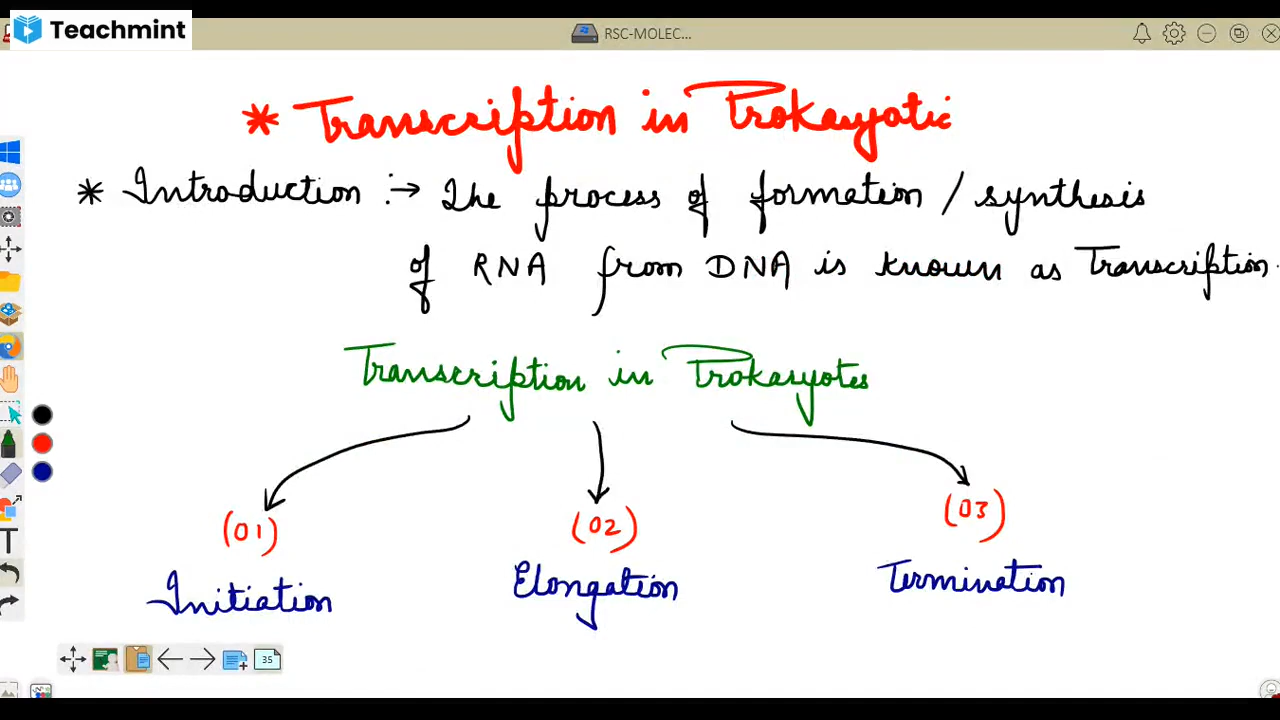 Teachmint
RSC-MOLEC...
* Transcription in Prokaryotic
* Introduction :→ The process of formation / synthesis
of RNA from DNA is known as Transcription.
Transcription in Prokaryotes
(01)
(02)
(03)
Initiation
Elongation
Termination
T
35